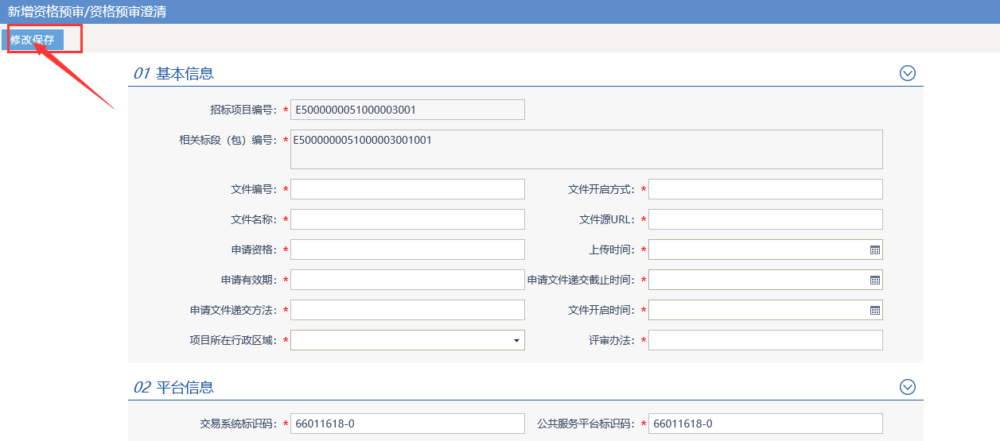 新增资格预审/资格预审澄清
修改保存
01 基本信息
招标项目编号： * E5000000051000003001
相关标段（包）编号： * E5000000051000003001001
文件编号： * 文件开启方式： *
文件名称： * 文件源URL： *
申请资格： * 上传时间： *
申请有效期： * 申请文件递交截止时间： *
申请文件递交方法： * 文件开启时间： *
项目所在行政区域： * 评审办法： *
02 平台信息
交易系统标识码： * 66011618-0 公共服务平台标识码： * 66011618-0